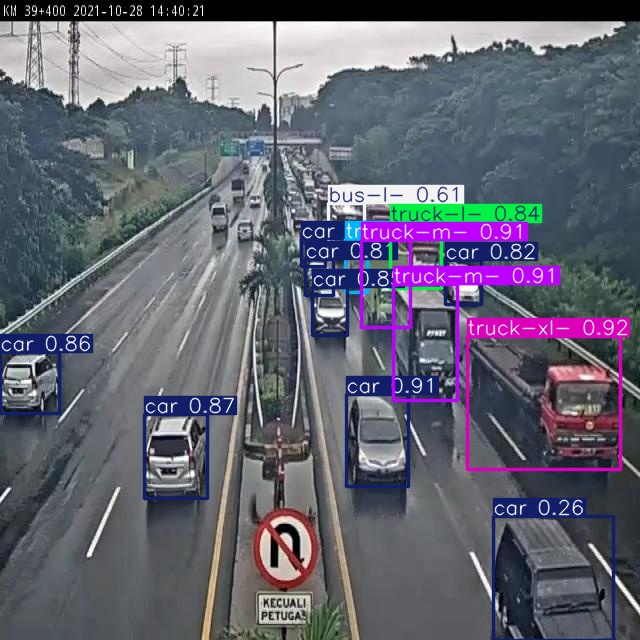 KM 39+400 2021-10-28 14:40:21
bus-l- 0.61
truck-l- 0.84
car
tr
truck-m- 0.91
car 0.81
car 0.82
car 0.8
truck-m- 0.91
truck-xl- 0.92
car 0.86
car 0.91
car 0.87
car 0.26
KECUALI
PETUGAS